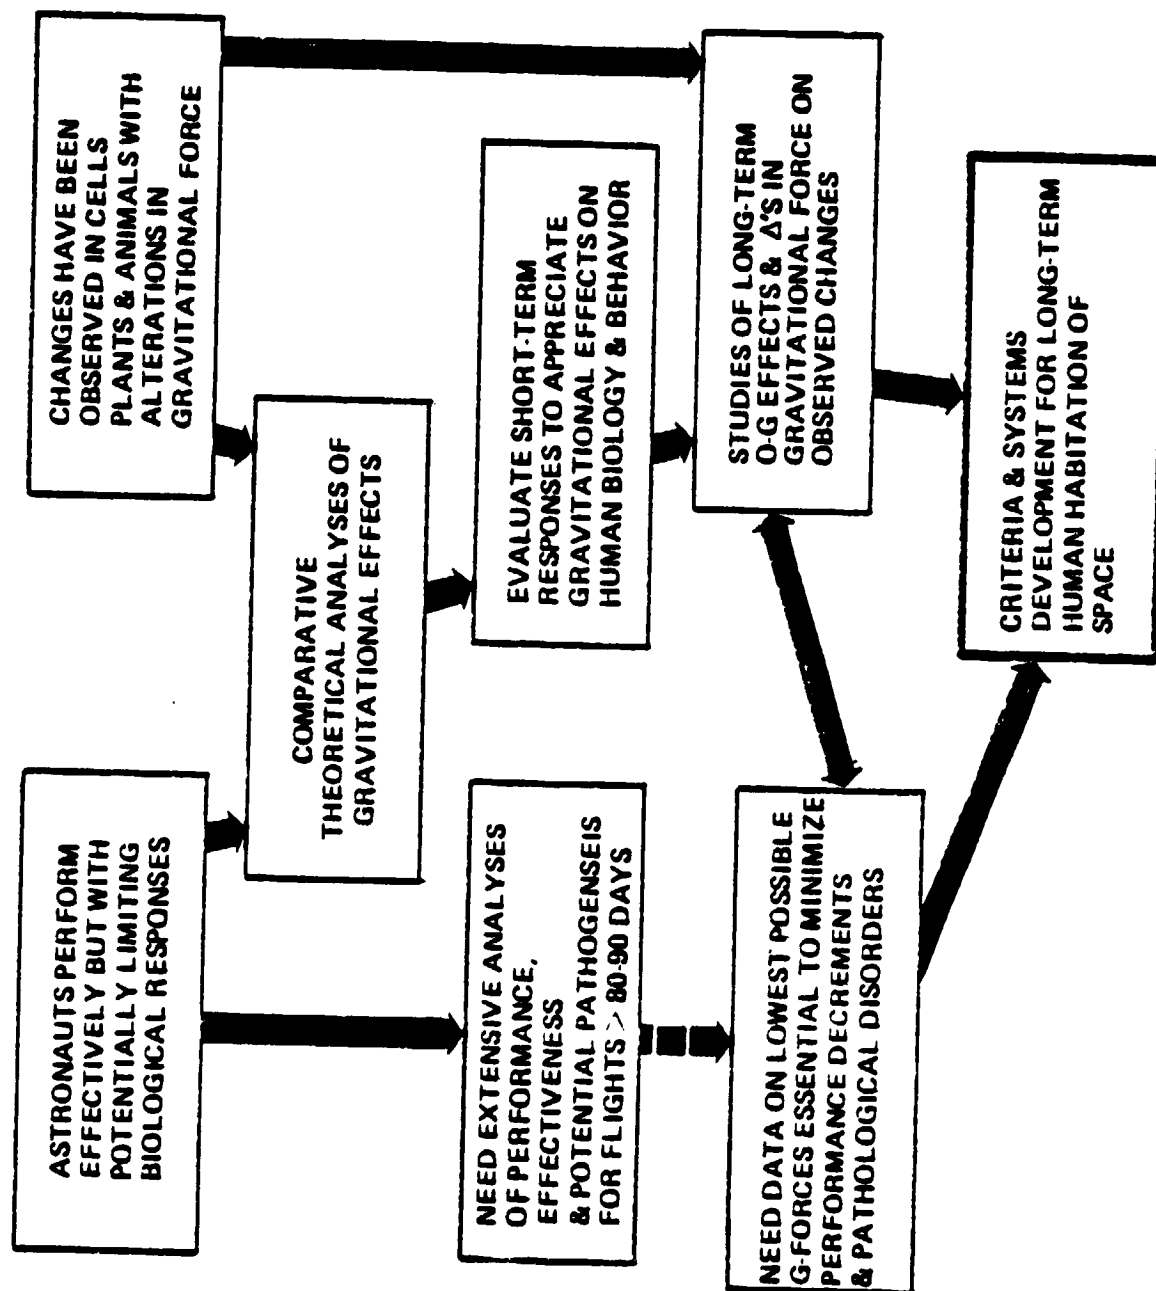 ASTRONAUTS PERFORM
EFFECTIVELY BUT WITH
POTENTIALLY LIMITING
BIOLOGICAL RESPONSES
CHANGES HAVE BEEN
OBSERVED IN CELLS
PLANTS & ANIMALS WITH
ALTERATIONS IN
GRAVITATIONAL FORCE
COMPARATIVE
THEORETICAL ANALYSES OF
GRAVITATIONAL EFFECTS
NEED EXTENSIVE ANALYSES
OF PERFORMANCE,
EFFECTIVENESS
& POTENTIAL PATHOGENSEIS
FOR FLIGHTS > 80-90 DAYS
EVALUATE SHORT-TERM
RESPONSES TO APPRECIATE
GRAVITATIONAL EFFECTS ON
HUMAN BIOLOGY & BEHAVIOR
NEED DATA ON LOWEST POSSIBLE
G-FORCES ESSENTIAL TO MINIMIZE
PERFORMANCE DECREMENTS
& PATHOLOGICAL DISORDERS
STUDIES OF LONG-TERM
O-G EFFECTS & Δ'S IN
GRAVITATIONAL FORCE ON
OBSERVED CHANGES
CRITERIA & SYSTEMS
DEVELOPMENT FOR LONG-TERM
HUMAN HABITATION OF
SPACE